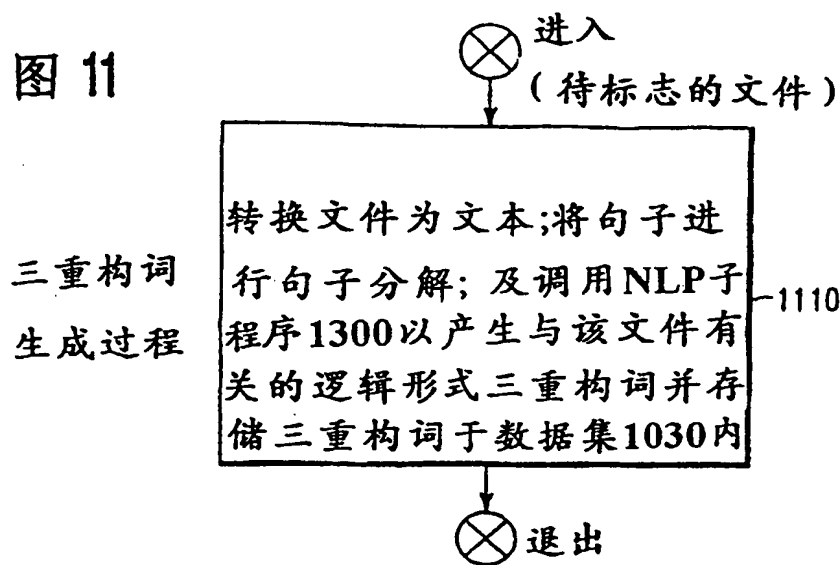 图 11
进入
(待标志的文件)
转换文件为文本;将句子进
行句子分解;及调用NLP子
程序1300以产生与该文件有
关的逻辑形式三重构词并存
储三重构词于数据集1030内
三重构词
生成过程
1110
退出